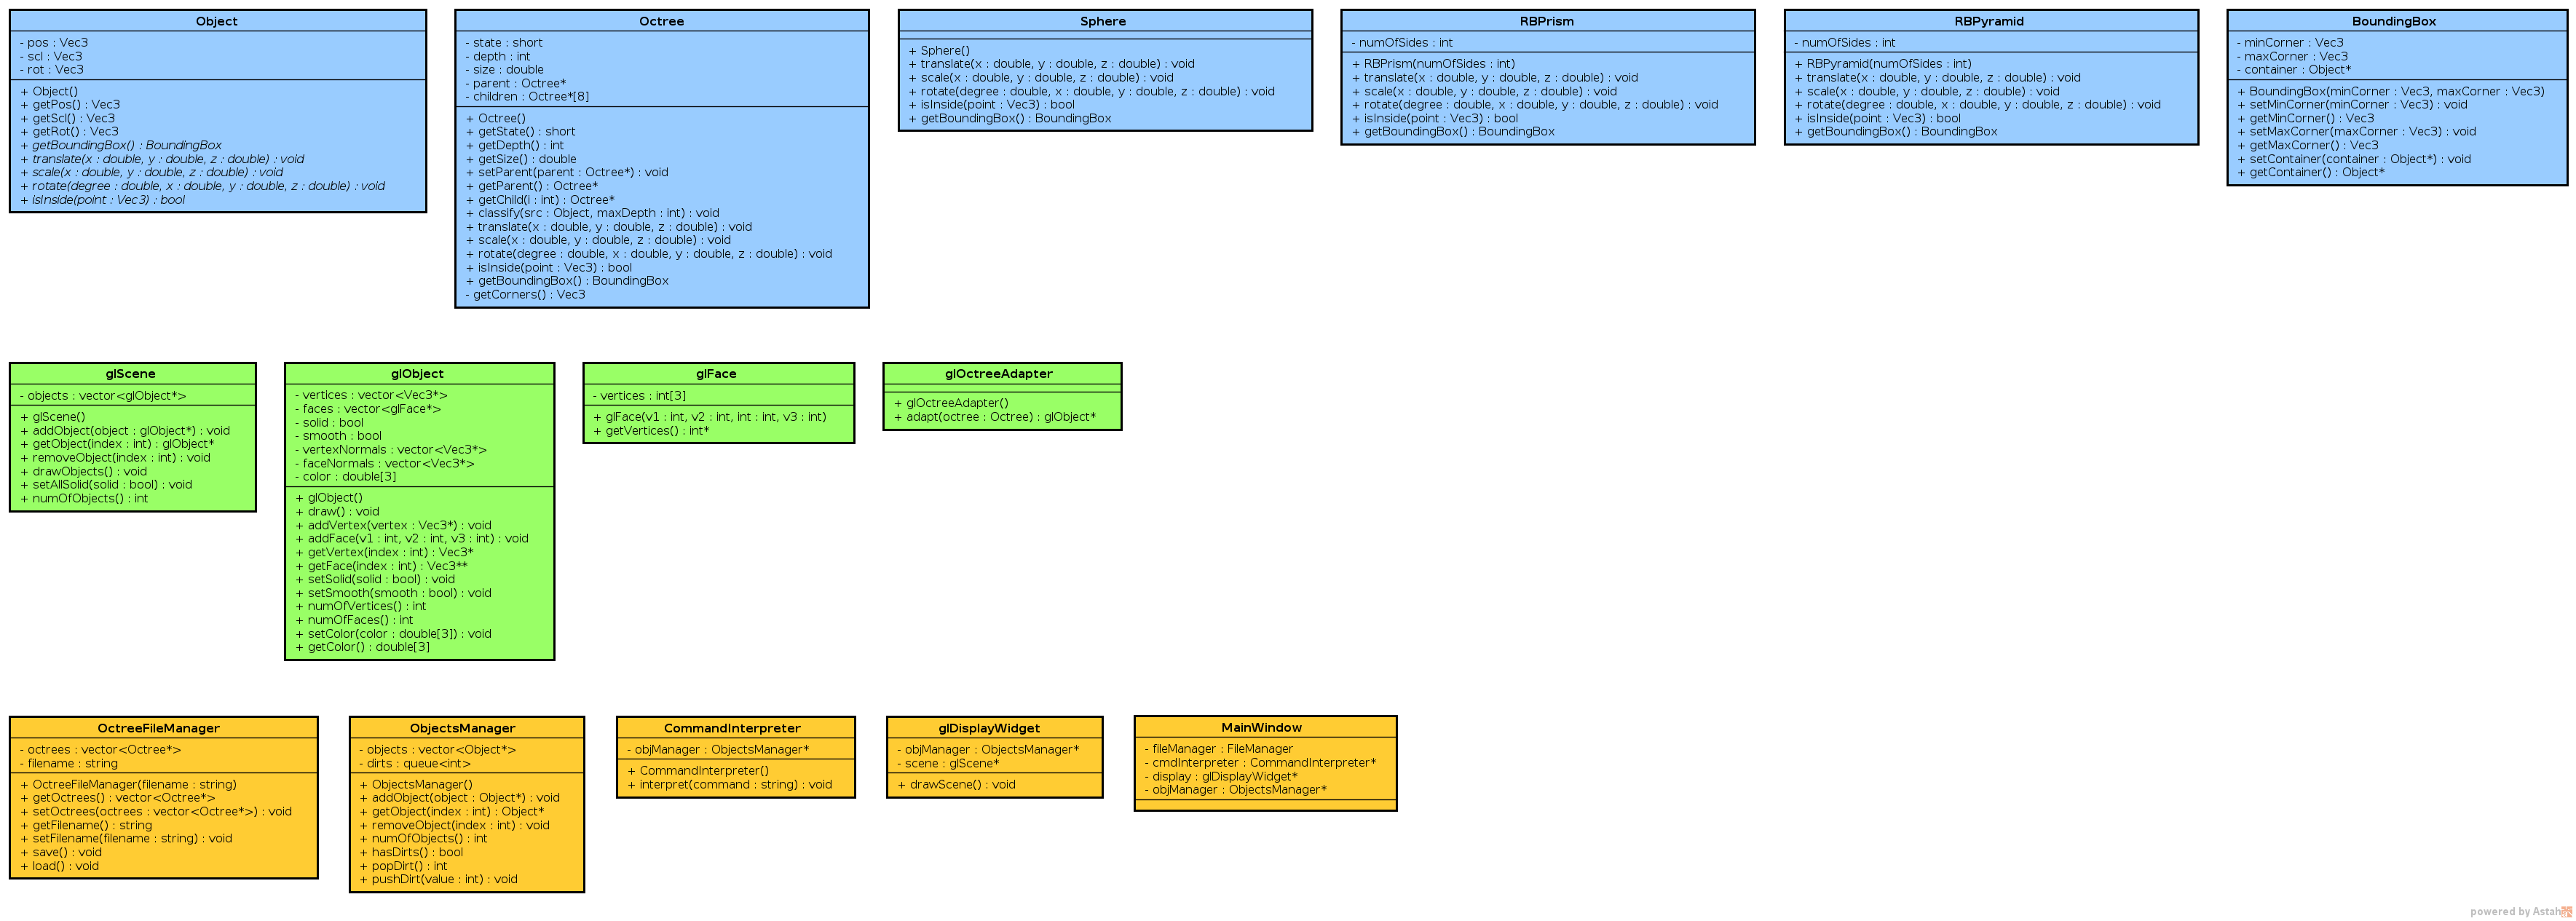 Object
- pos : Vec3
- scl : Vec3
- rot : Vec3
+ Object()
+ getPos() : Vec3
+ getScl() : Vec3
+ getRot() : Vec3
+ getBoundingBox() : BoundingBox
+ translate(x : double, y : double, z : double) : void
+ scale(x : double, y : double, z : double) : void
+ rotate(degree : double, x : double, y : double, z : double) : void
+ isInside(point : Vec3) : bool
Octree
- state : short
- depth : int
- size : double
- parent : Octree*
- children : Octree*[8]
+ Octree()
+ getState() : short
+ getDepth() : int
+ getSize() : double
+ setParent(parent : Octree*) : void
+ getParent() : Octree*
+ getChild(i : int) : Octree*
+ classify(src : Object, maxDepth : int) : void
+ translate(x : double, y : double, z : double) : void
+ scale(x : double, y : double, z : double) : void
+ rotate(degree : double, x : double, y : double, z : double) : void
+ isInside(point : Vec3) : bool
+ getBoundingBox() : BoundingBox
- getCorners() : Vec3
Sphere
+ Sphere()
+ translate(x : double, y : double, z : double) : void
+ scale(x : double, y : double, z : double) : void
+ rotate(degree : double, x : double, y : double, z : double) : void
+ isInside(point : Vec3) : bool
+ getBoundingBox() : BoundingBox
RBPrism
- numOfSides : int
+ RBPrism(numOfSides : int)
+ translate(x : double, y : double, z : double) : void
+ scale(x : double, y : double, z : double) : void
+ rotate(degree : double, x : double, y : double, z : double) : void
+ isInside(point : Vec3) : bool
+ getBoundingBox() : BoundingBox
RBPyramid
- numOfSides : int
+ RBPyramid(numOfSides : int)
+ translate(x : double, y : double, z : double) : void
+ scale(x : double, y : double, z : double) : void
+ rotate(degree : double, x : double, y : double, z : double) : void
+ isInside(point : Vec3) : bool
+ getBoundingBox() : BoundingBox
BoundingBox
- minCorner : Vec3
- maxCorner : Vec3
- container : Object*
+ BoundingBox(minCorner : Vec3, maxCorner : Vec3)
+ setMinCorner(minCorner : Vec3) : void
+ getMinCorner() : Vec3
+ setMaxCorner(maxCorner : Vec3) : void
+ getMaxCorner() : Vec3
+ setContainer(container : Object*) : void
+ getContainer() : Object*
glScene
- objects : vector<glObject*>
+ glScene()
+ addObject(object : glObject*) : void
+ getObject(index : int) : glObject*
+ removeObject(index : int) : void
+ drawObjects() : void
+ setAllSolid(solid : bool) : void
+ numOfObjects() : int
glObject
- vertices : vector<Vec3*>
- faces : vector<glFace*>
- solid : bool
- smooth : bool
- vertexNormals : vector<Vec3*>
- faceNormals : vector<Vec3*>
- color : double[3]
+ glObject()
+ draw() : void
+ addVertex(vertex : Vec3*) : void
+ addFace(v1 : int, v2 : int, v3 : int) : void
+ getVertex(index : int) : Vec3*
+ getFace(index : int) : Vec3**
+ setSolid(solid : bool) : void
+ setSmooth(smooth : bool) : void
+ numOfVertices() : int
+ numOfFaces() : int
+ setColor(color : double[3]) : void
+ getColor() : double[3]
glFace
- vertices : int[3]
+ glFace(v1 : int, v2 : int, int : int, v3 : int)
+ getVertices() : int*
glOctreeAdapter
+ glOctreeAdapter()
+ adapt(octree : Octree) : glObject*
OctreeFileManager
- octrees : vector<Octree*>
- filename : string
+ OctreeFileManager(filename : string)
+ getOctrees() : vector<Octree*>
+ setOctrees(octrees : vector<Octree*>) : void
+ getFilename() : string
+ setFilename(filename : string) : void
+ save() : void
+ load() : void
ObjectsManager
- objects : vector<Object*>
- dirts : queue<int>
+ ObjectsManager()
+ addObject(object : Object*) : void
+ getObject(index : int) : Object*
+ removeObject(index : int) : void
+ numOfObjects() : int
+ hasDirts() : bool
+ popDirt() : int
+ pushDirt(value : int) : void
CommandInterpreter
- objManager : ObjectsManager*
+ CommandInterpreter()
+ interpret(command : string) : void
glDisplayWidget
- objManager : ObjectsManager*
- scene : glScene*
+ drawScene() : void
MainWindow
- fileManager : FileManager
- cmdInterpreter : CommandInterpreter*
- display : glDisplayWidget*
- objManager : ObjectsManager*
powered by Astah